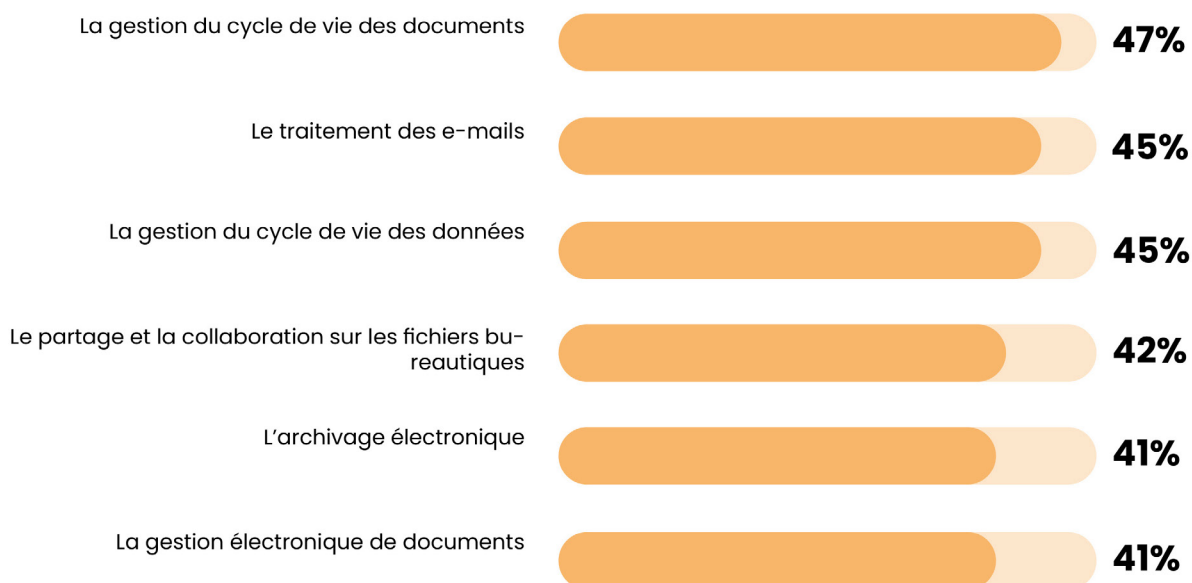 La gestion du cycle de vie des documents
47%
Le traitement des e-mails
45%
La gestion du cycle de vie des données
45%
Le partage et la collaboration sur les fichiers bu-
reautiques
42%
L’archivage électronique
41%
La gestion électronique de documents
41%